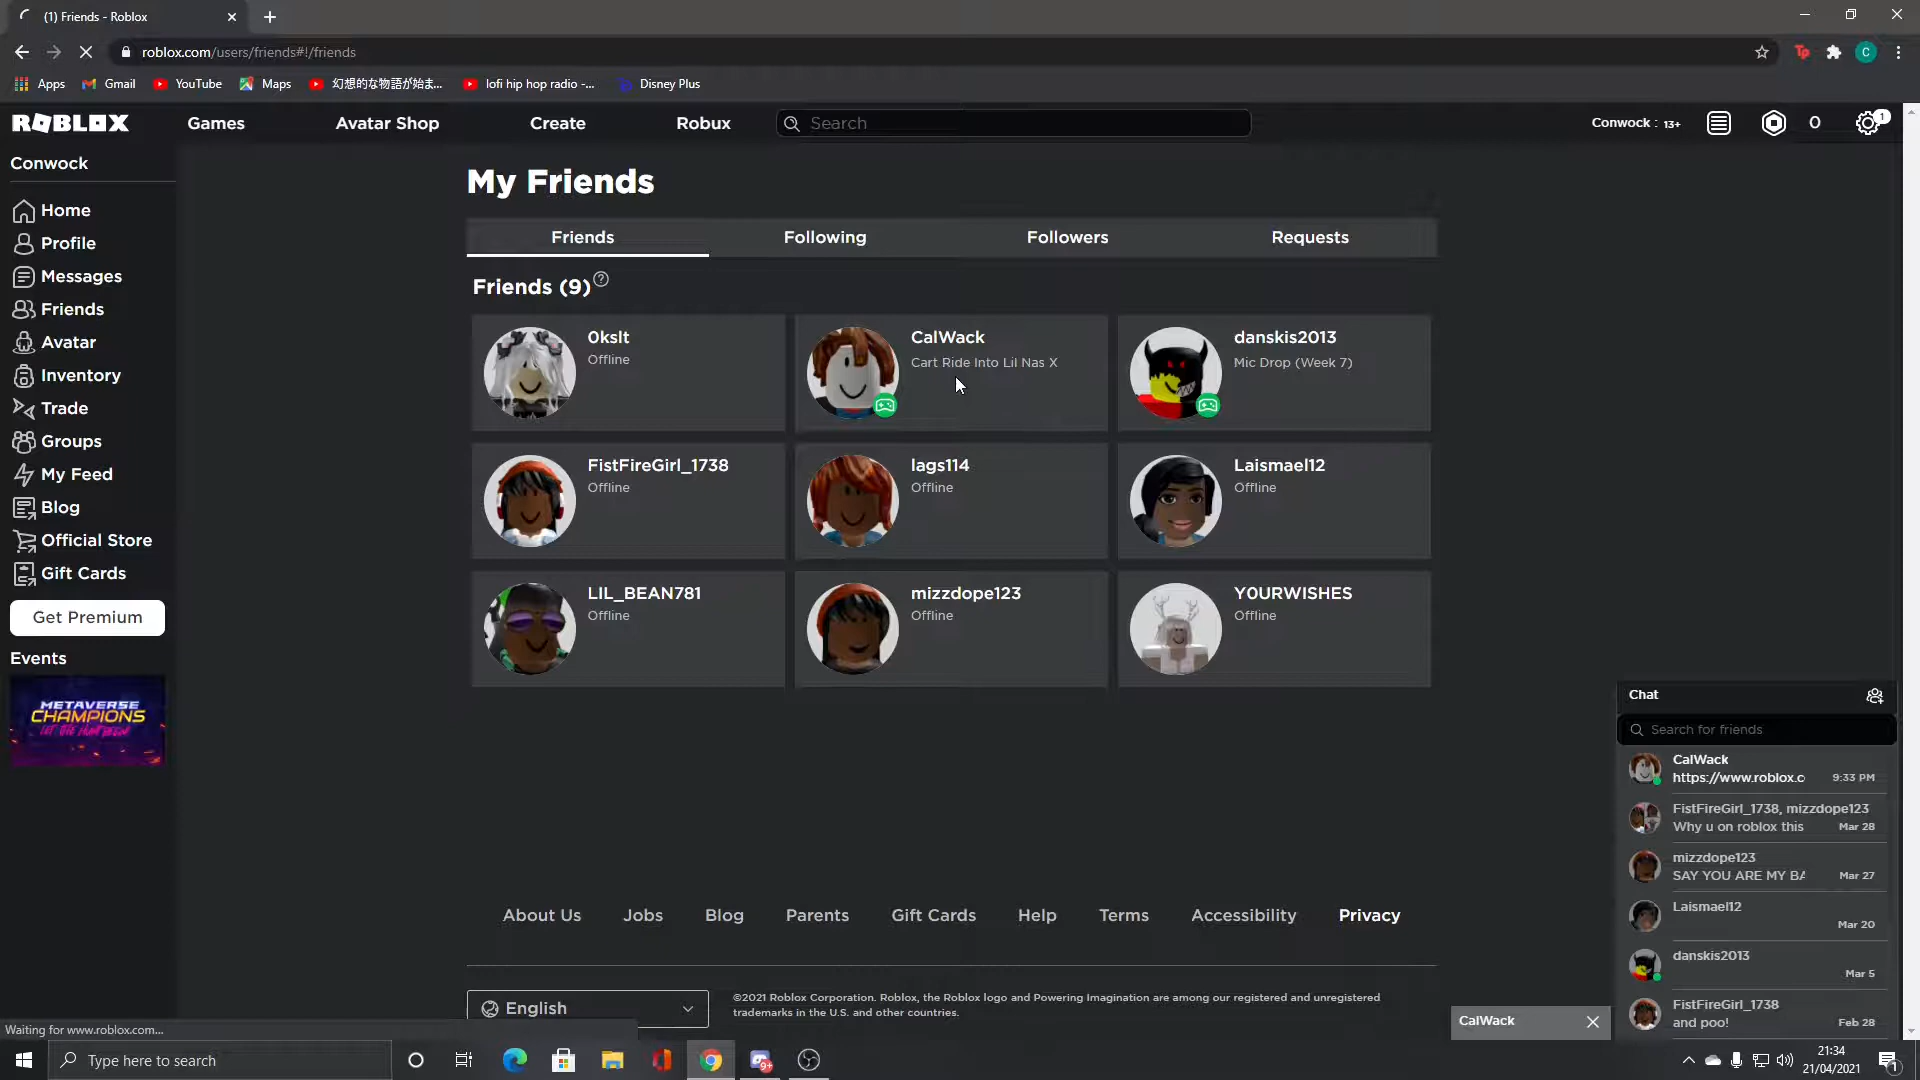 (1) Friends - Roblox
roblox.com/users/friends#!/friends
Apps Gmail YouTube Maps 幻想的な物語が始ま... lofi hip hop radio -... Disney Plus
ROBLOX Games Avatar Shop Create Robux Search Conwock : 13+ 0 1
Conwock
Home
Profile
Messages
Friends
Avatar
Inventory
Trade
Groups
My Feed
Blog
Official Store
Gift Cards
Get Premium
Events
METAVERSE
CHAMPIONS
LET THE HUNT BEGIN
My Friends
Friends Following Followers Requests
Friends (9) ?
0kslt
Offline
CalWack
Cart Ride Into Lil Nas X
danskis2013
Mic Drop (Week 7)
FistFireGirl_1738
Offline
lags114
Offline
Laismael12
Offline
LIL_BEAN781
Offline
mizzdope123
Offline
Y0URWISHES
Offline
About Us Jobs Blog Parents Gift Cards Help Terms Accessibility Privacy
English
©2021 Roblox Corporation. Roblox, the Roblox logo and Powering Imagination are among our registered and unregistered
trademarks in the U.S. and other countries.
Chat
Search for friends
CalWack
https://www.roblox.c 9:33 PM
FistFireGirl_1738, mizzdope123
Why u on roblox this Mar 28
mizzdope123
SAY YOU ARE MY BA Mar 27
Laismael12
Mar 20
danskis2013
Mar 5
FistFireGirl_1738
and poo! Feb 28
CalWack
Waiting for www.roblox.com...
Type here to search
9+
21:34
21/04/2021
1